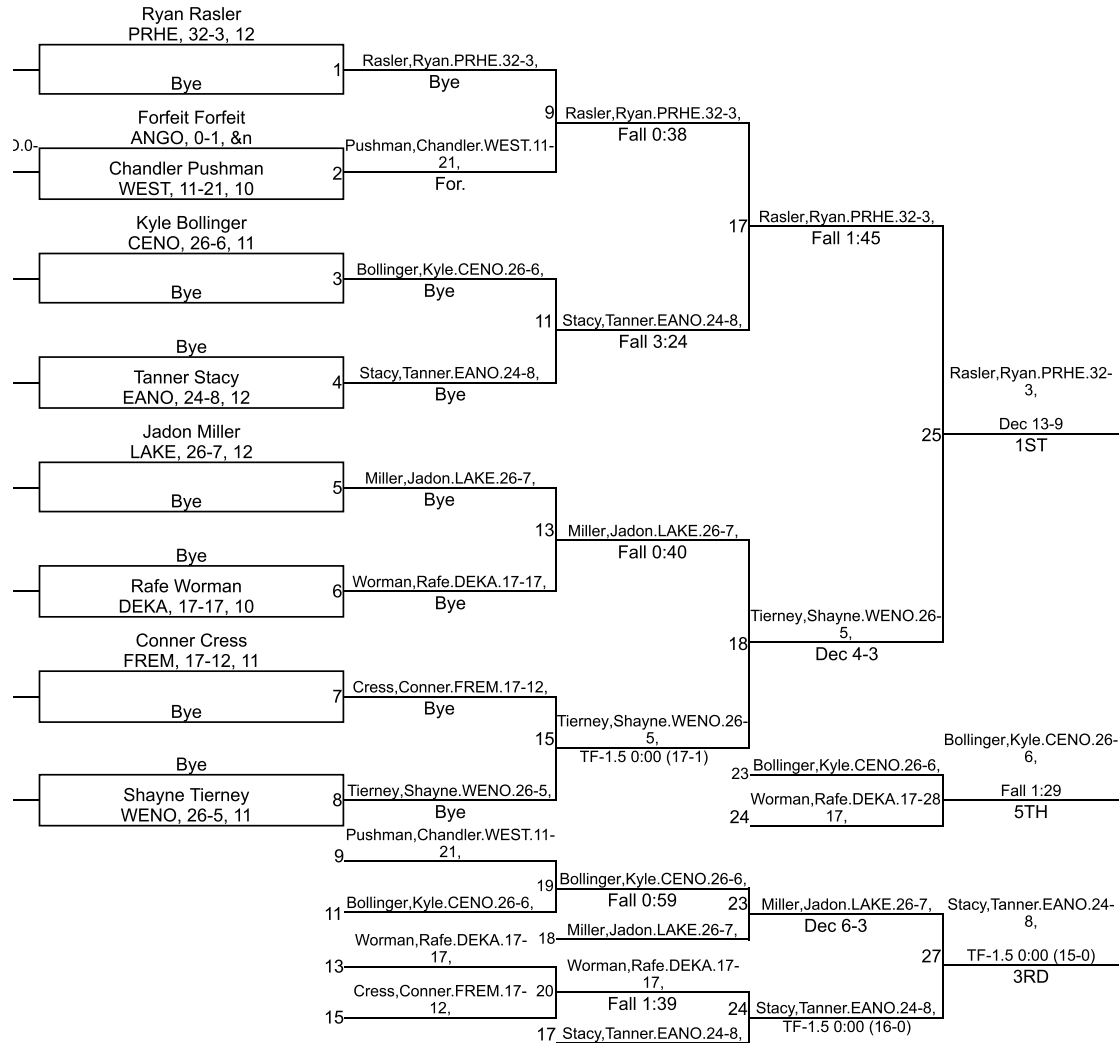 Ryan Rasler
PRHE, 32-3, 12
1
Rasler,Ryan.PRHE.32-3,
Bye
Bye
9
Rasler,Ryan.PRHE.32-3,
Fall 0:38
Forfeit Forfeit
ANGO, 0-1, &n
Chandler Pushman
WEST, 11-21, 10
2
Pushman,Chandler.WEST.11-
21,
For.
17
Rasler,Ryan.PRHE.32-3,
Fall 1:45
Kyle Bollinger
CENO, 26-6, 11
Bye
3
Bollinger,Kyle.CENO.26-6,
Bye
11
Stacy,Tanner.EANO.24-8,
Fall 3:24
Bye
Tanner Stacy
EANO, 24-8, 12
4
Stacy,Tanner.EANO.24-8,
Bye
Rasler,Ryan.PRHE.32-
3,
25
Dec 13-9
1ST
Jadon Miller
LAKE, 26-7, 12
Bye
5
Miller,Jadon.LAKE.26-7,
Bye
13
Miller,Jadon.LAKE.26-7,
Fall 0:40
Bye
Rafe Worman
DEKA, 17-17, 10
6
Worman,Rafe.DEKA.17-17,
Bye
18
Tierney,Shayne.WENO.26-
5,
Dec 4-3
Conner Cress
FREM, 17-12, 11
Bye
7
Cress,Conner.FREM.17-12,
Bye
15
Tierney,Shayne.WENO.26-
5,
TF-1.5 0:00 (17-1)
Bye
Shayne Tierney
WENO, 26-5, 11
8
Tierney,Shayne.WENO.26-5,
Bye
23
Bollinger,Kyle.CENO.26-6,
24
Worman,Rafe.DEKA.17-28
17,
Bollinger,Kyle.CENO.26-
6,
Fall 1:29
5TH
9
Pushman,Chandler.WEST.11-
21,
11
Bollinger,Kyle.CENO.26-6,
19
Bollinger,Kyle.CENO.26-6,
Fall 0:59
18
Miller,Jadon.LAKE.26-7,
23
Miller,Jadon.LAKE.26-7,
Dec 6-3
13
Worman,Rafe.DEKA.17-
17,
15
Cress,Conner.FREM.17-
12,
20
Worman,Rafe.DEKA.17-
17,
Fall 1:39
17
Stacy,Tanner.EANO.24-8,
24
Stacy,Tanner.EANO.24-8,
TF-1.5 0:00 (16-0)
27
Stacy,Tanner.EANO.24-
8,
TF-1.5 0:00 (15-0)
3RD